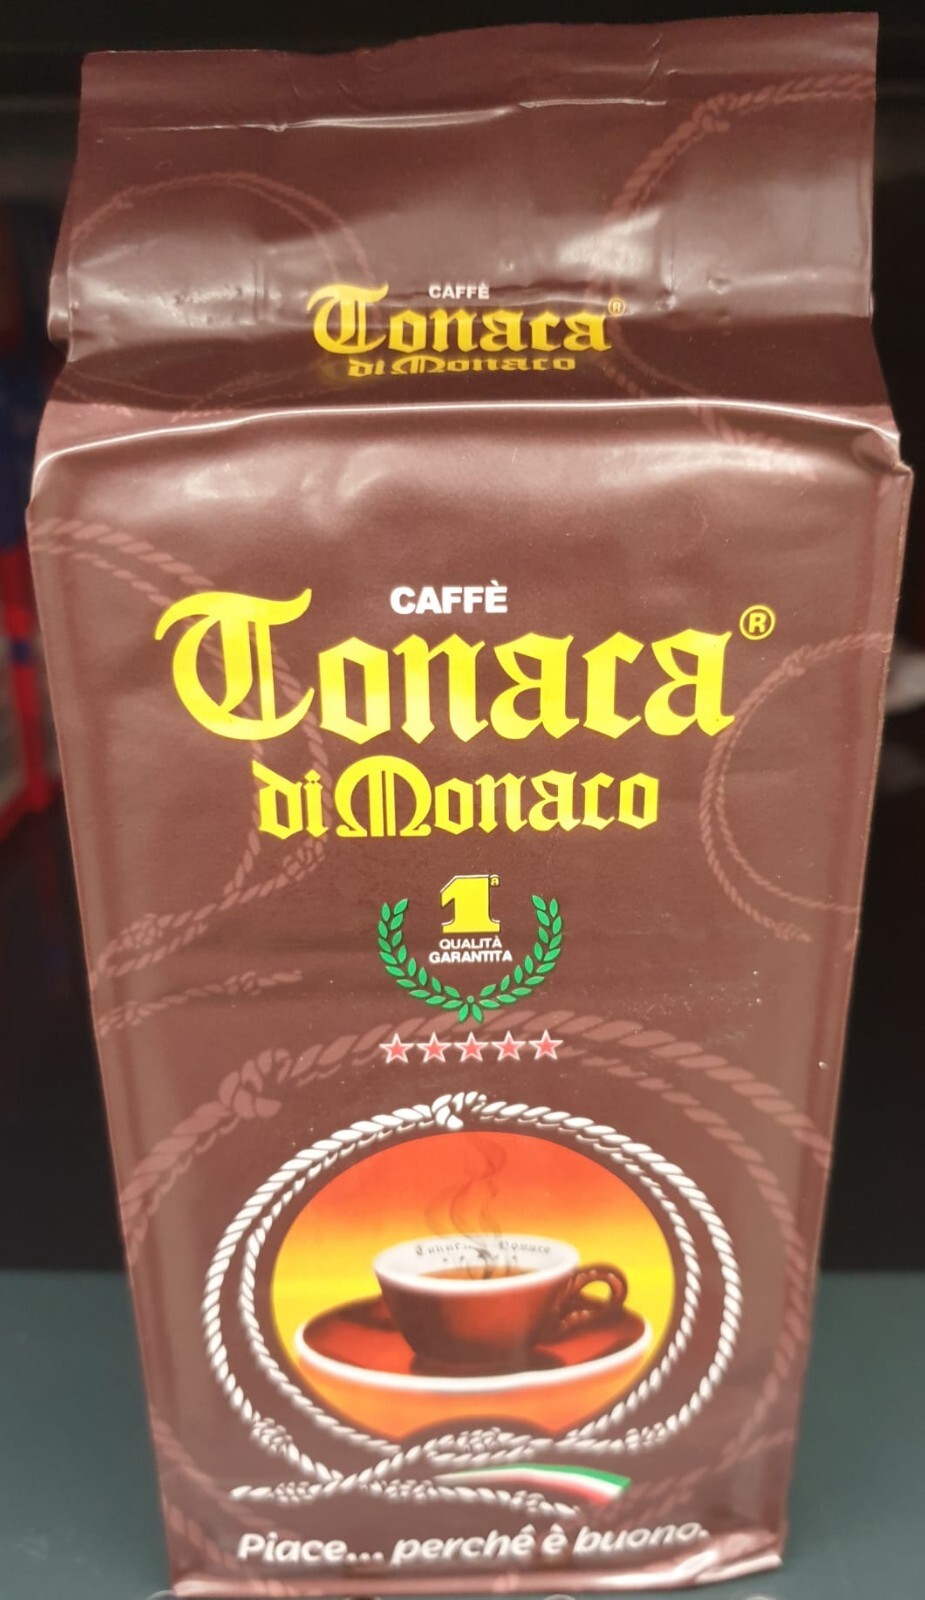 CAFFÈ
Tonaca®
di Monaco
CAFFÈ
Tonaca®
di Monaco
1ª
QUALITÀ
GARANTITA
Piace... perché è buono.